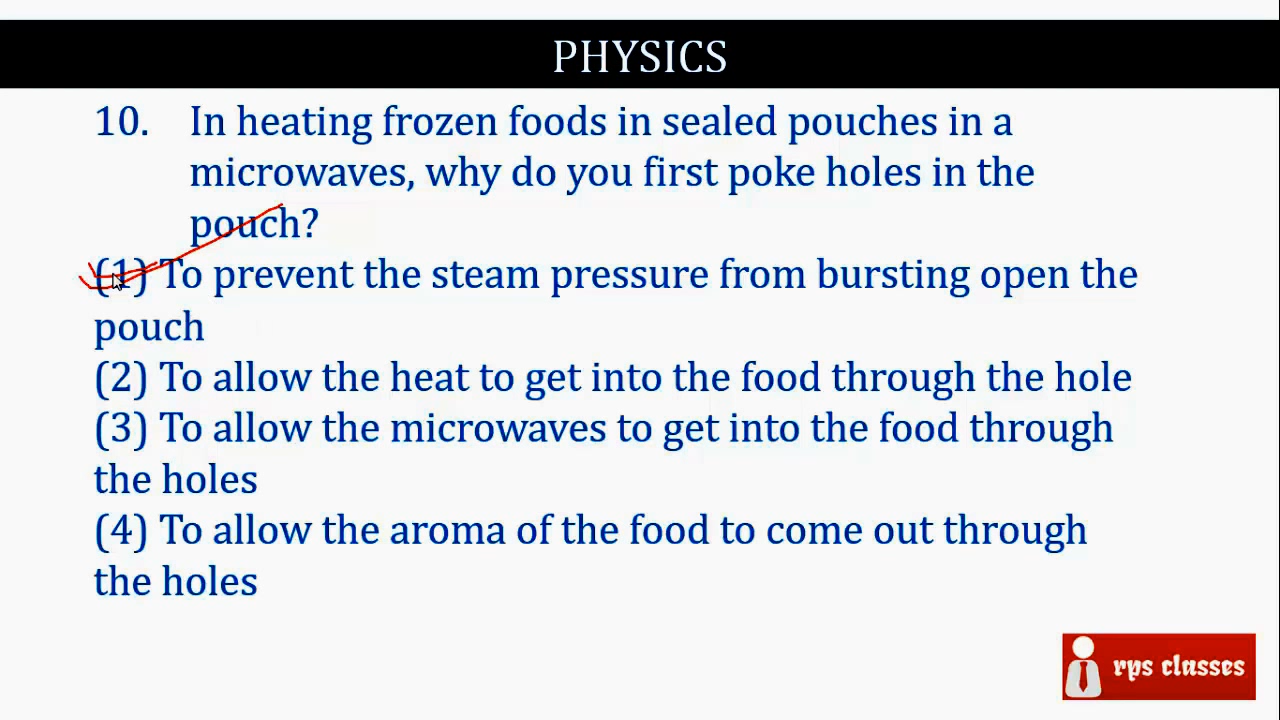 PHYSICS
10. In heating frozen foods in sealed pouches in a
microwaves, why do you first poke holes in the
pouch?
(1) To prevent the steam pressure from bursting open the
pouch
(2) To allow the heat to get into the food through the hole
(3) To allow the microwaves to get into the food through
the holes
(4) To allow the aroma of the food to come out through
the holes
rps classes